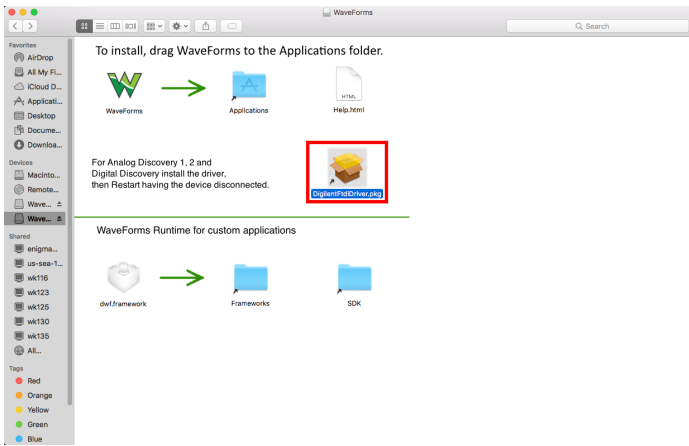 WaveForms
Search
Favorites
AirDrop
All My Fi...
iCloud D...
Applicati...
Desktop
Docume...
Downloa...
Devices
Macinto...
Remote...
Wave...
Wave...
Shared
enigma...
us-sea-1...
wk116
wk123
wk125
wk130
wk135
All...
Tags
Red
Orange
Yellow
Green
Blue
To install, drag WaveForms to the Applications folder.
HTML
WaveForms
Applications
Help.html
For Analog Discovery 1, 2 and
Digital Discovery install the driver,
then Restart having the device disconnected.
DigilentFtdiDriver.pkg
WaveForms Runtime for custom applications
dwf.framework
Frameworks
SDK